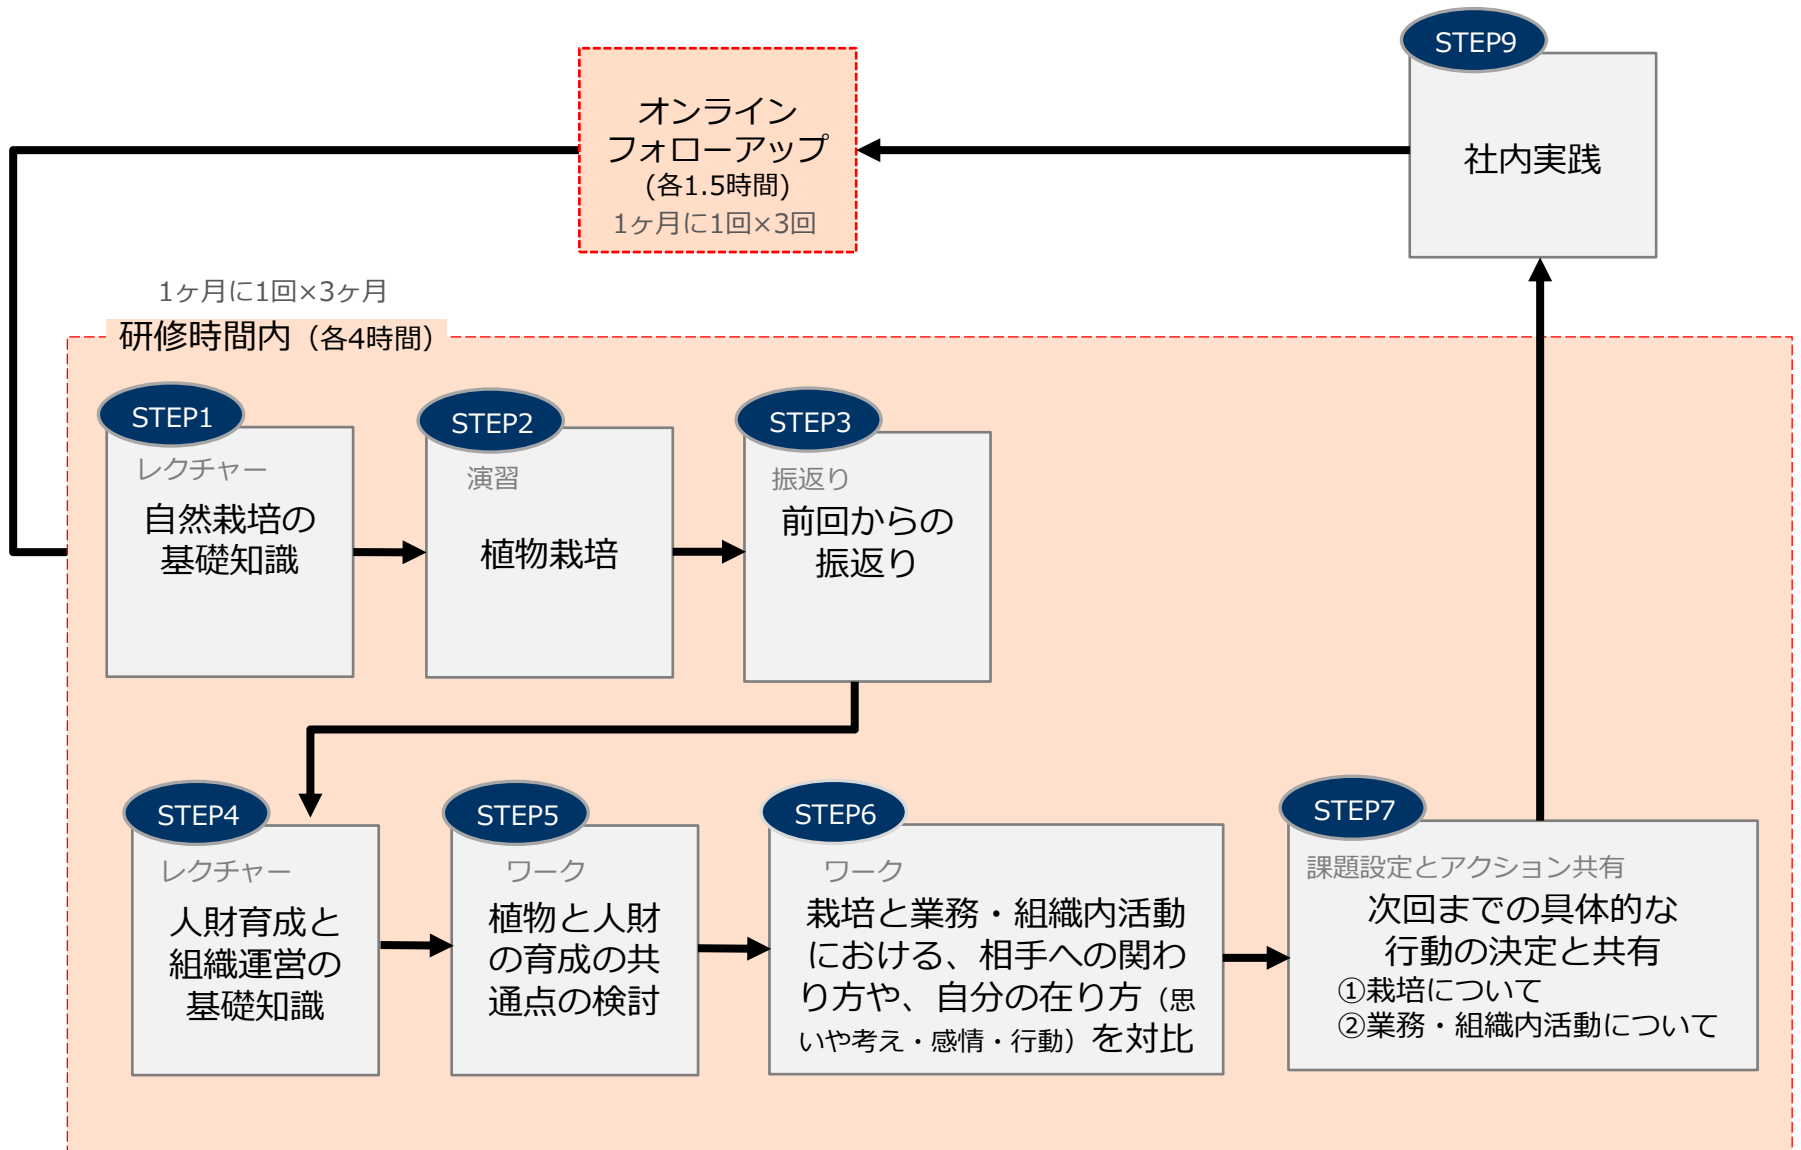 STEP9
社内実践
オンライン
フォローアップ
(各1.5時間)
1ヶ月に1回×3回
1ヶ月に1回×3ヶ月
研修時間内（各4時間）
STEP1
レクチャー
自然栽培の
基礎知識
STEP2
演習
植物栽培
STEP3
振返り
前回からの
振返り
STEP4
レクチャー
人財育成と
組織運営の
基礎知識
STEP5
ワーク
植物と人財
の育成の共
通点の検討
STEP6
ワーク
栽培と業務・組織内活動
における、相手への関わ
り方や、自分の在り方（思
いや考え・感情・行動）を対比
STEP7
課題設定とアクション共有
次回までの具体的な
行動の決定と共有
①栽培について
②業務・組織内活動について